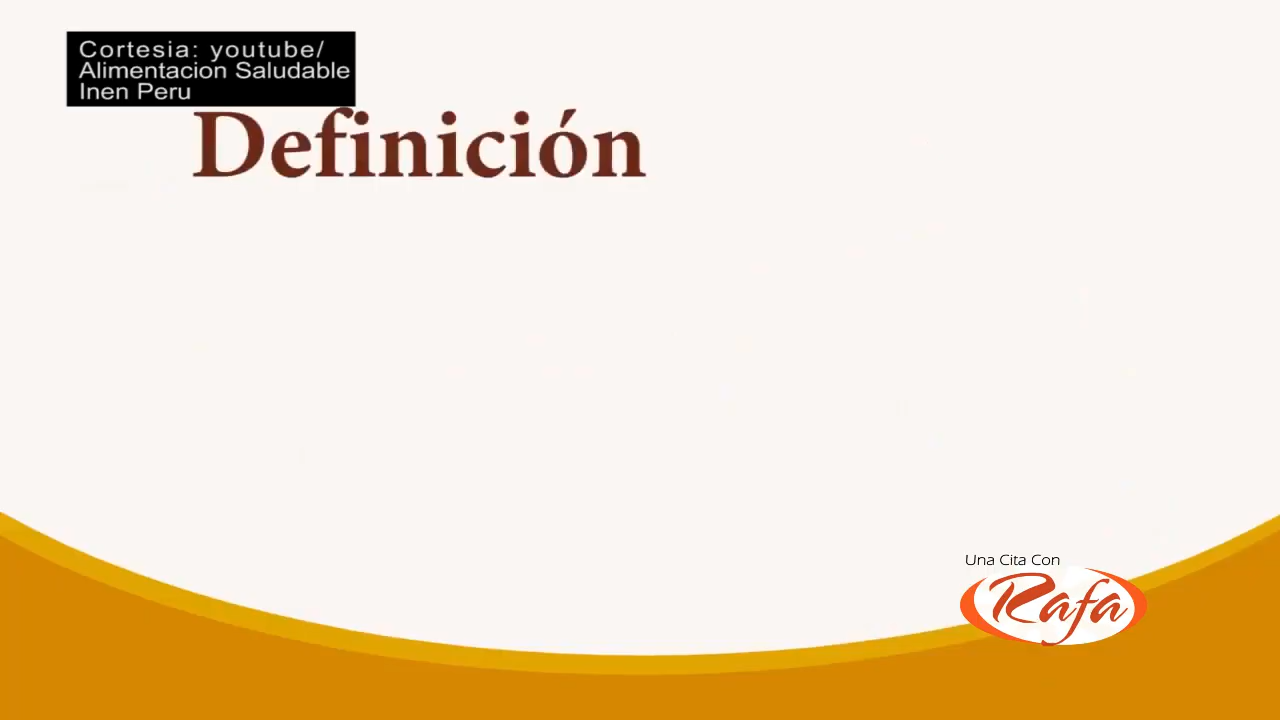 Cortesia: youtube/
Alimentacion Saludable
Inen Peru
Definición
Una Cita Con
Rafa